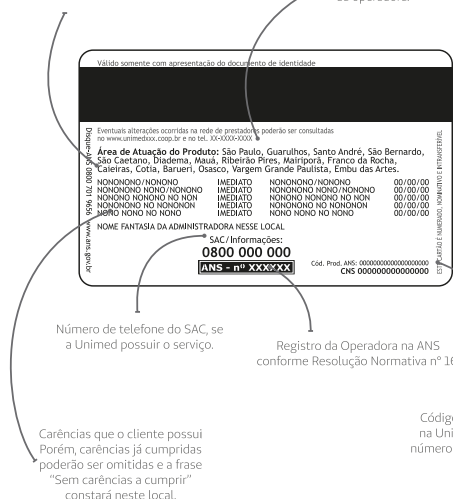 da operadora.
Válido somente com apresentação do documento de identidade
Eventuais alterações ocorridas na rede de prestadores poderão ser consultadas
no www.unimedxxx.coop.br e no tel. XX-XXXX-XXXX
Área de Atuação do Produto: São Paulo, Guarulhos, Santo André, São Bernardo,
São Caetano, Diadema, Mauá, Ribeirão Pires, Mairiporã, Franco da Rocha,
Caieiras, Cotia, Barueri, Osasco, Vargem Grande Paulista, Embu das Artes.
NONONONO/NONONO IMEDIATO NONONONO/NONONO 00/00/00
NONONONO NONO/NONONO IMEDIATO NONONONO NONO/NONONO 00/00/00
NONONO NONONO NO NON IMEDIATO NONONO NONONO NO NON 00/00/00
NONONONO NO NONONON IMEDIATO NONONONO NO NONONON 00/00/00
NONO NONO NO NONO IMEDIATO NONO NONO NO NONO 00/00/00
NOME FANTASIA DA ADMINISTRADORA NESSE LOCAL
SAC/Informações:
0800 000 000
ANS - nº XXXXXX
Cód. Prod. ANS: 00000000000000000000
CNS 000000000000000
Disque-ANS 0800 701 9656 www.ans.gov.br
ESTE CARTÃO É NUMERADO, NOMINATIVO E INTRANSFERÍVEL
Número de telefone do SAC, se
a Unimed possuir o serviço.
Registro da Operadora na ANS
conforme Resolução Normativa nº 16
Carências que o cliente possui
Porém, carências já cumpridas
poderão ser omitidas e a frase
“Sem carências a cumprir”
constará neste local.
Códig
na Uni
número